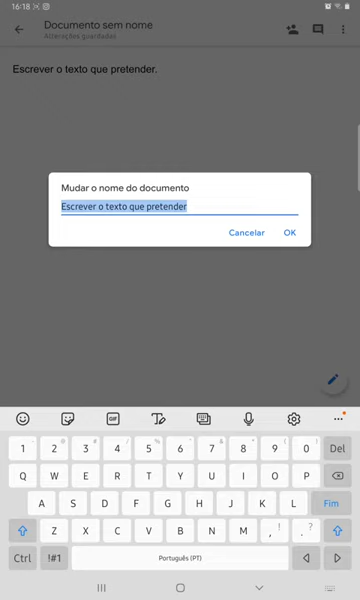 16:18
Documento sem nome
Alterações guardadas
Escrever o texto que pretender.
Mudar o nome do documento
Escrever o texto que pretender
Cancelar OK
GIF
1 2 3 4 5 6 7 8 9 0 Del
Q W E R T Y U I O P
A S D F G H J K L Fim
Z X C V B N M , ! . ?
Ctrl !#1 Português (PT)